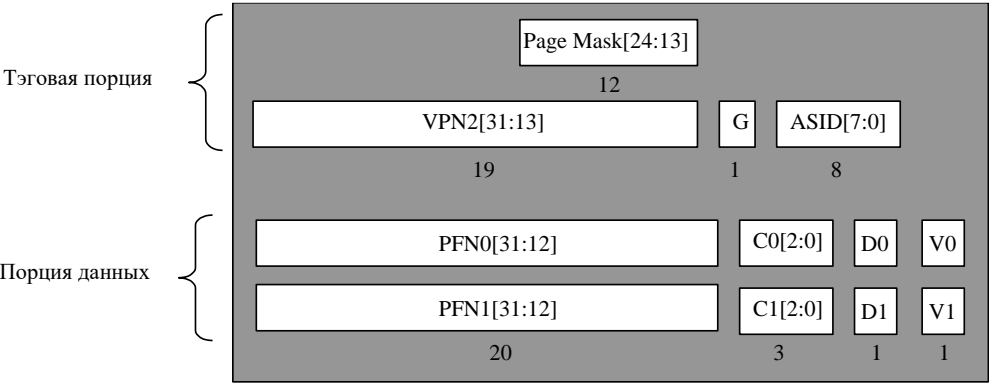 Page Mask[24:13]
Тэговая порция
12
VPN2[31:13] G ASID[7:0]
19 1 8
PFN0[31:12] C0[2:0] D0 V0
Порция данных
PFN1[31:12] C1[2:0] D1 V1
20 3 1 1